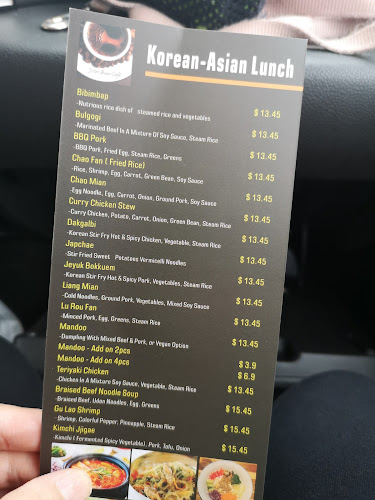 Korean-Asian Lunch
Bibimbap $ 13.45
-Nutrious rice dish of steamed rice and vegetables
Bulgogi $ 13.45
-Marinated Beef In A Mixture Of Soy Sauce, Steam Rice
BBQ Pork $ 13.45
-BBQ Pork, Fried Egg, Steam Rice, Greens
Chao Fan ( Fried Rice) $ 13.45
-Rice, Shrimp, Egg, Carrot, Green Bean, Soy Sauce
Chao Mian $ 13.45
-Egg Noodle, Egg, Carrot, Onion, Ground Pork, Soy Sauce
Curry Chicken Stew $ 13.45
-Curry Chicken, Potato, Carrot, Onion, Green Bean, Steam Rice
Dakgalbi $ 13.45
-Korean Stir Fry Hot & Spicy Chicken, Vegetable, Steam Rice
Japchae $ 13.45
-Stir Fried Sweet Potatoes Vermicelli Noodles
Jeyuk Bokkuem $ 13.45
-Korean Stir Fry Hot & Spicy Pork, Vegetables, Steam Rice
Liang Mian $ 13.45
-Cold Noodles, Ground Pork, Vegetables, Mixed Soy Sauce
Lu Rou Fan $ 13.45
-Minced Pork, Egg, Greens, Steam Rice
Mandoo $ 13.45
-Dumpling With Mixed Beef & Pork, or Vegue Option
Mandoo - Add on 2pcs $ 3.9
Mandoo - Add on 4pcs $ 6.9
Teriyaki Chicken $ 13.45
-Chicken In A Mixture Soy Sauce, Vegetable, Steam Rice
Braised Beef Noodle Soup $ 15.45
-Braised Beef, Udon Noodles, Egg, Greens
Gu Lao Shrimp $ 15.45
-Shrimp, Colorful Pepper, Pineapple, Steam Rice
Kimchi Jjigae $ 15.45
-Kimchi ( Fermented Spicy Vegetable), Pork, Tofu, Onion